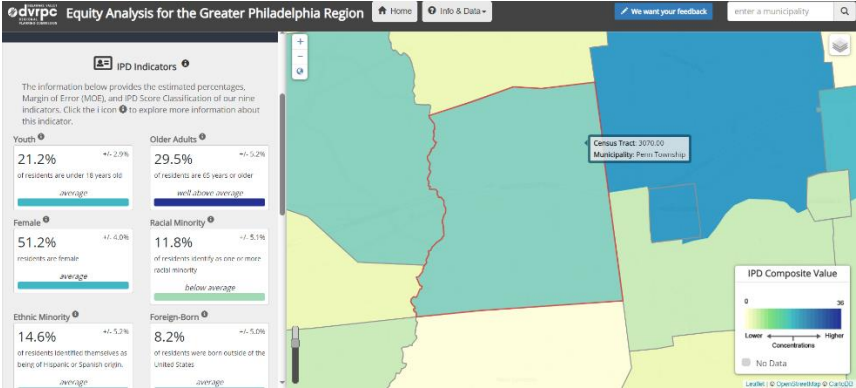 DELAWARE VALLEY
dvrpc
REGIONAL
PLANNING COMMISSION
Equity Analysis for the Greater Philadelphia Region
Home
Info & Data
We want your feedback
enter a municipality
IPD Indicators
The information below provides the estimated percentages,
Margin of Error (MOE), and IPD Score Classification of our nine
indicators. Click the i icon to explore more information about
this indicator.
Youth
21.2%
+/- 2.9%
of residents are under 18 years old
average
Older Adults
29.5%
+/- 5.2%
of residents are 65 years or older
well above average
Female
51.2%
+/- 4.0%
residents are female
average
Racial Minority
11.8%
+/- 5.1%
of residents identify as one or more
racial minority
below average
Ethnic Minority
14.6%
+/- 5.2%
of residents identified themselves as
being of Hispanic or Spanish origin.
average
Foreign-Born
8.2%
+/- 5.0%
of residents were born outside of the
United States
average
+
−
Census Tract: 3070.00
Municipality: Penn Township
IPD Composite Value
0 36
Lower Higher
Concentrations
No Data
Leaflet | © OpenStreetMap © CartoDB